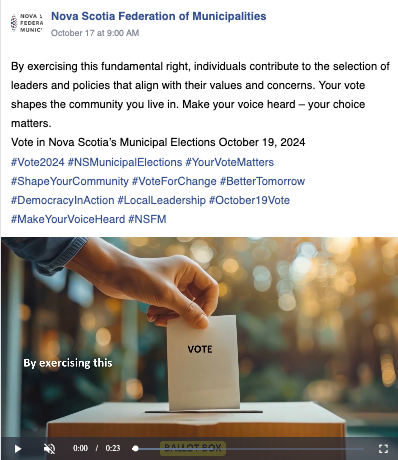 NOVA S
FEDERA
MUNIC'
Nova Scotia Federation of Municipalities
October 17 at 9:00 AM
By exercising this fundamental right, individuals contribute to the selection of
leaders and policies that align with their values and concerns. Your vote
shapes the community you live in. Make your voice heard – your choice
matters.
Vote in Nova Scotia's Municipal Elections October 19, 2024
#Vote2024 #NSMunicipalElections #YourVoteMatters
#ShapeYourCommunity #VoteForChange #BetterTomorrow
#DemocracyInAction #LocalLeadership #October19Vote
#MakeYourVoiceHeard #NSFM
VOTE
By exercising this
0:00 / 0:23
BALLOT BOX